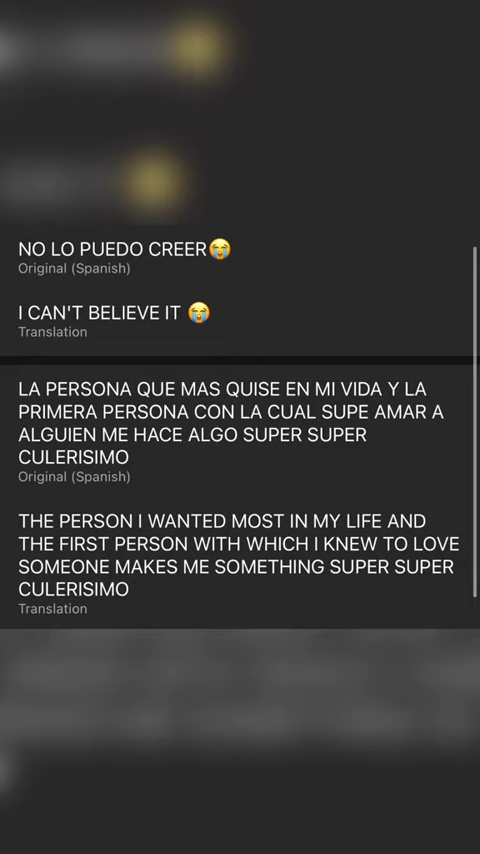 NO LO PUEDO CREER😭
Original (Spanish)
I CAN'T BELIEVE IT 😭
Translation
LA PERSONA QUE MAS QUISE EN MI VIDA Y LA
PRIMERA PERSONA CON LA CUAL SUPE AMAR A
ALGUIEN ME HACE ALGO SUPER SUPER
CULERISIMO
Original (Spanish)
THE PERSON I WANTED MOST IN MY LIFE AND
THE FIRST PERSON WITH WHICH I KNEW TO LOVE
SOMEONE MAKES ME SOMETHING SUPER SUPER
CULERISIMO
Translation